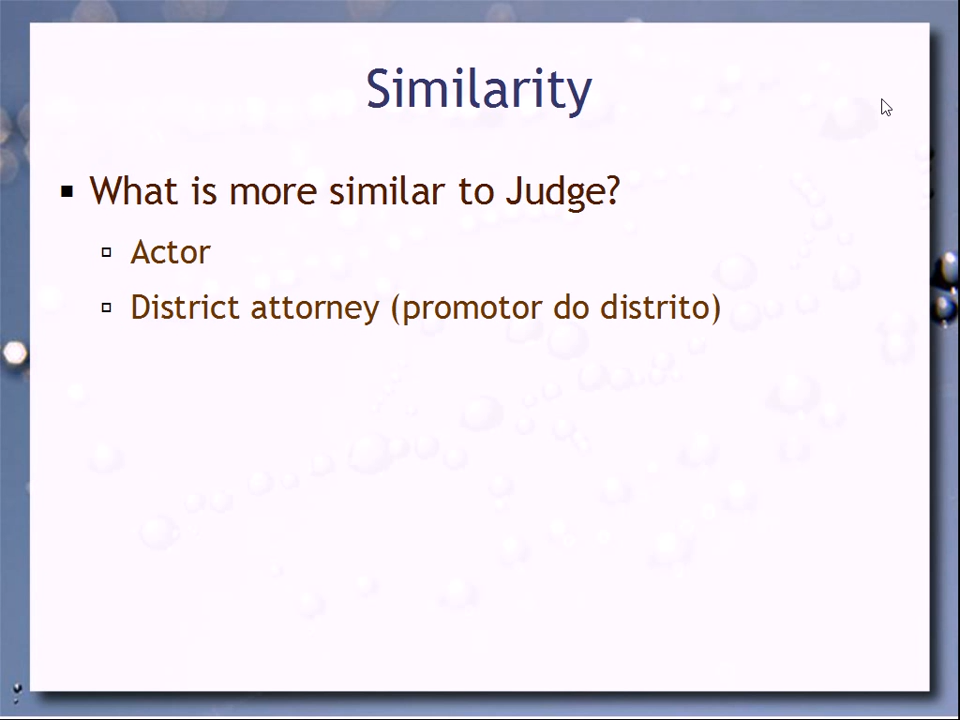 Similarity
What is more similar to Judge?
Actor
District attorney (promotor do distrito)